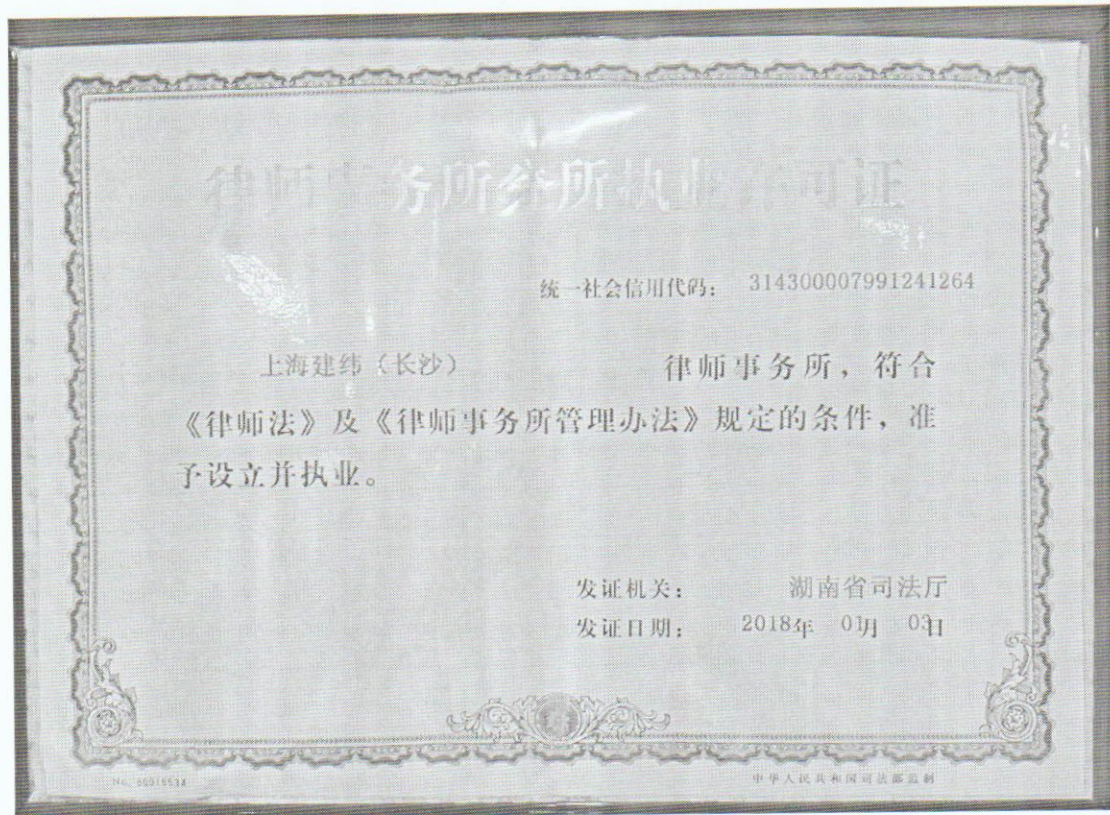 律师事务所分所执业许可证
统一社会信用代码： 314300007991241264
上海建纬（长沙） 律师事务所，符合
《律师法》及《律师事务所管理办法》规定的条件，准
予设立并执业。
发证机关： 湖南省司法厅
发证日期： 2018年 01月 03日
中华人民共和国司法部监制